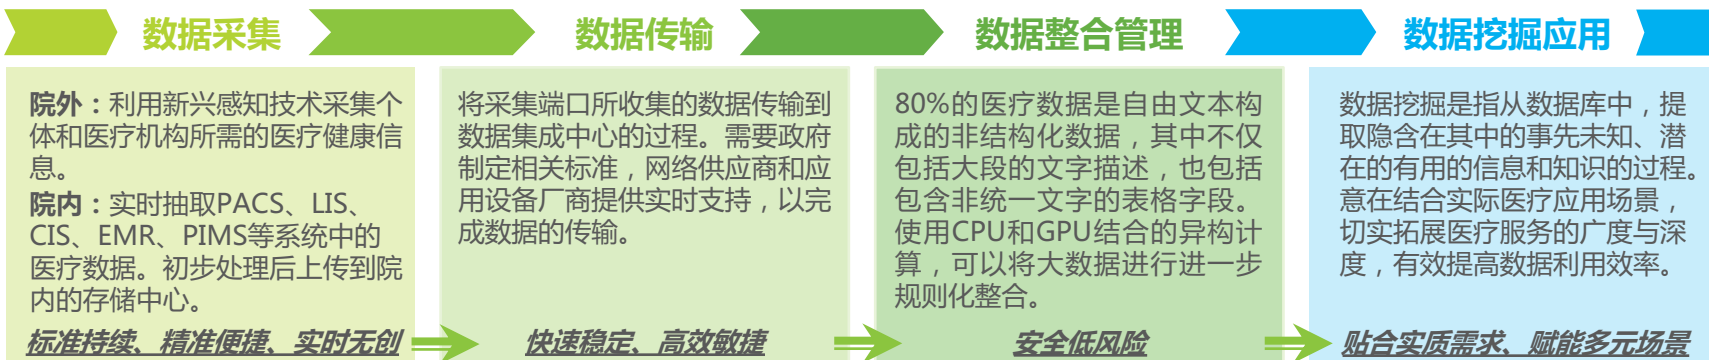 数据采集
院外：利用新兴感知技术采集个
体和医疗机构所需的医疗健康信
息。
院内：实时抽取PACS、LIS、
CIS、EMR、PIMS等系统中的
医疗数据。初步处理后上传到院
内的存储中心。
标准持续、精准便捷、实时无创
数据传输
将采集端口所收集的数据传输到
数据集成中心的过程。需要政府
制定相关标准，网络供应商和应
用设备厂商提供实时支持，以完
成数据的传输。
快速稳定、高效敏捷
数据整合管理
80%的医疗数据是自由文本构
成的非结构化数据，其中不仅
包括大段的文字描述，也包括
包含非统一文字的表格字段。
使用CPU和GPU结合的异构计
算，可以将大数据进行进一步
规则化整合。
安全低风险
数据挖掘应用
数据挖掘是指从数据库中，提
取隐含在其中的事先未知、潜
在的有用的信息和知识的过程。
意在结合实际医疗应用场景，
切实拓展医疗服务的广度与深
度，有效提高数据利用效率。
贴合实质需求、赋能多元场景